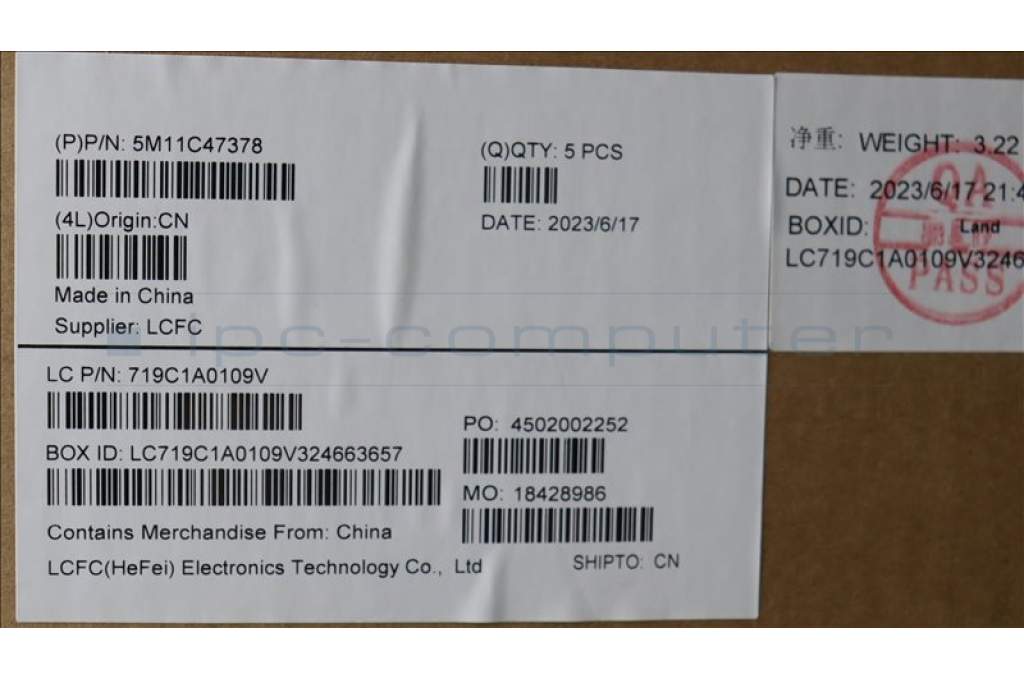 (P)P/N: 5M11C47378
(Q)QTY: 5 PCS
(4L)Origin:CN
DATE: 2023/6/17
Made in China
Supplier: LCFC
LC P/N: 719C1A0109V
PO: 4502002252
BOX ID: LC719C1A0109V324663657
MO: 18428986
Contains Merchandise From: China
LCFC(HeFei) Electronics Technology Co., Ltd
SHIPTO: CN
净重: WEIGHT: 3.22
DATE: 2023/6/17 21:4
BOXID: Land
LC719C1A0109V3246
QA
PASS
ipc-computer